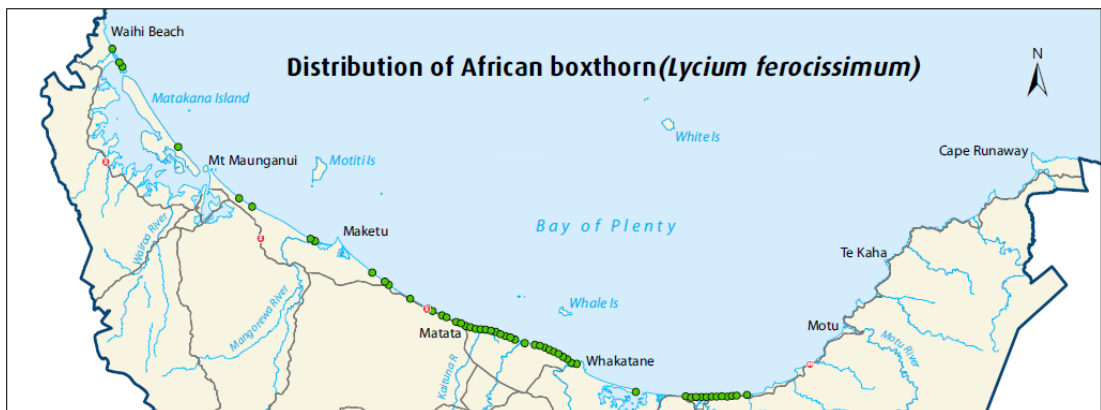 Waihi Beach
Distribution of African boxthorn(Lycium ferocissimum)
N
Matakana Island
White Is
Cape Runaway
Mt Maunganui
Motiti Is
Bay of Plenty
Wairoa River
Maketu
Te Kaha
Mangorewa River
Whale Is
Matata
Motu
Motu River
Kaituna R
Whakatane